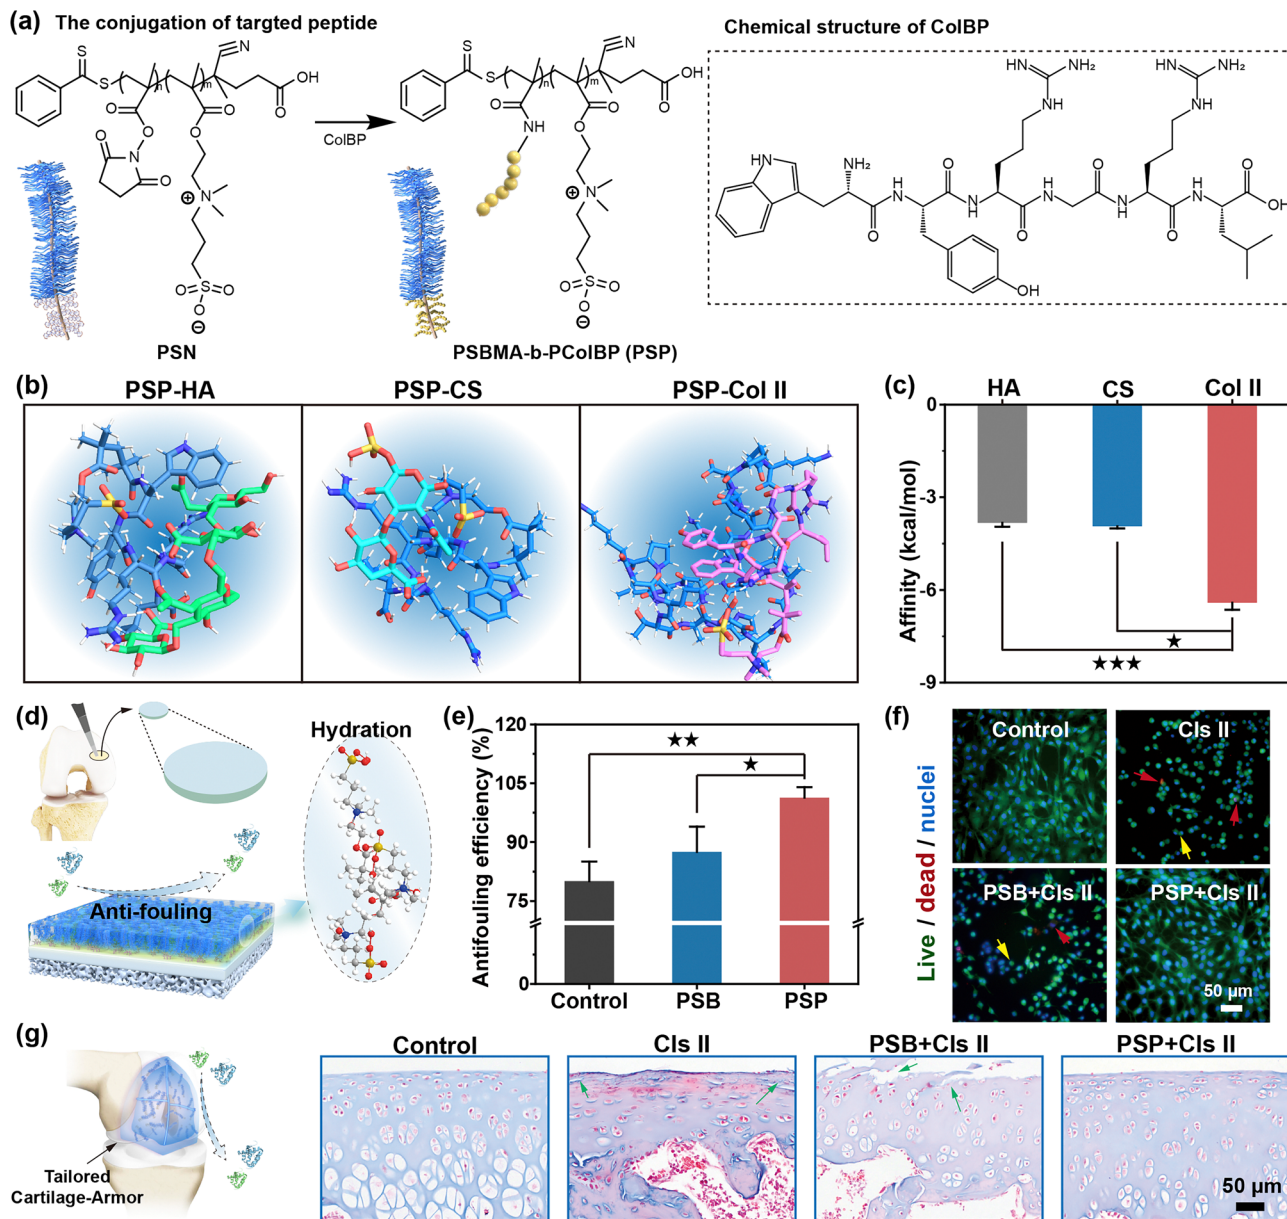 (a) The conjugation of targted peptide
Chemical structure of ColBP
S
S
n
m
N
OH
O
O
O
O
O
N
O
O
N
⊕
O
S
O
O
⊖
PSN
ColBP
S
S
n
m
N
OH
O
O
NH
O
O
N
⊕
O
S
O
O
⊖
PSBMA-b-PColBP (PSP)
HN
NH₂
NH
HN
NH₂
NH
HN
NH₂
O
H
N
O
N
H
O
H
N
O
N
H
O
H
N
O
OH
OH
(b)
PSP-HA
PSP-CS
PSP-Col II
(c)
HA
CS
Col II
0
-3
-6
-9
Affinity (kcal/mol)
★
★★★
(d)
Hydration
Anti-fouling
(e)
Antifouling efficiency (%)
120
105
90
75
0
★★
★
Control
PSB
PSP
(f)
Live / dead / nuclei
Control
Cls II
PSB+Cls II
PSP+Cls II
50 μm
(g)
Tailored
Cartilage-Armor
Control
Cls II
PSB+Cls II
PSP+Cls II
50 μm